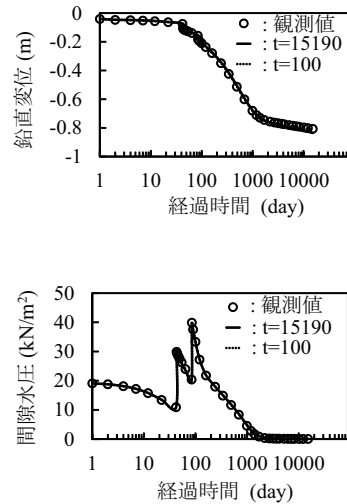 0
-0.2
-0.4
-0.6
-0.8
-1
鉛直変位 (m)
○ : 観測値
: t=15190
: t=100
1 10 100 1000 10000
経過時間 (day)
50
40
30
20
10
0
間隙水圧 (kN/m²)
○ : 観測値
: t=15190
: t=100
1 10 100 1000 10000
経過時間 (day)